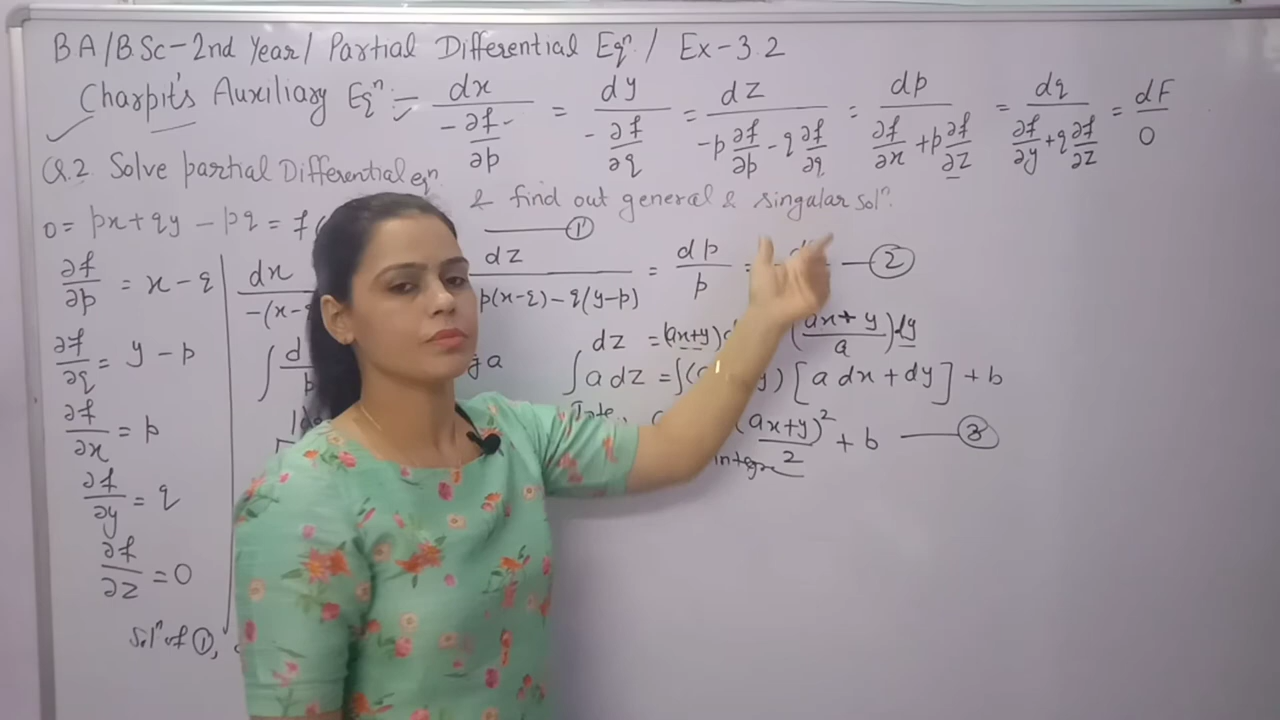 BA/B.Sc-2nd Year/ Partial Differential Eqⁿ/ Ex-3.2
Charpit's Auxiliary Eqⁿ:- dx/(-∂f/∂p) = dy/(-∂f/∂q) = dz/(-p ∂f/∂p - q ∂f/∂q) = dp/(∂f/∂x + p ∂f/∂z) = dq/(∂f/∂y + q ∂f/∂z) = dF/0
Q.2. Solve partial Differential eqⁿ
& find out general & singular solⁿ.
0 = px + qy - pq = f( ①
∂f/∂p = x - q
∂f/∂q = y - p
∂f/∂x = p
∂f/∂y = q
∂f/∂z = 0
solⁿ of ①,
dx/-(x- dz/p(x-q)-q(y-p) = dp/p = ②
∫ d a
dz = (ax+y) (ax+y)/a dy
∫ a dz = ∫( y) [a dx + dy] + b
(ax+y)²/2 + b ③